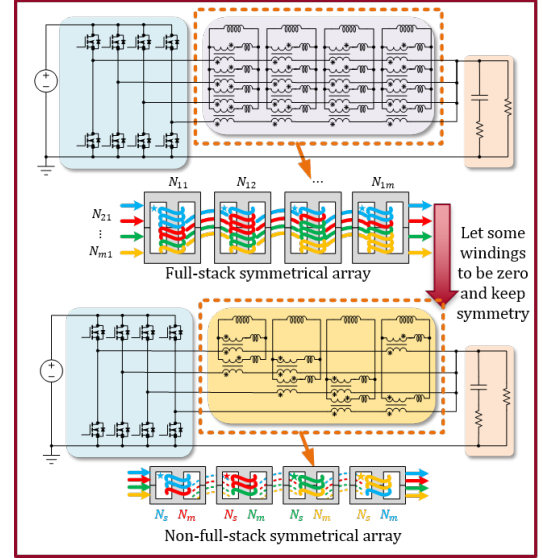 N11 N12 ... N1m
N21
⋮
Nm1
Full-stack symmetrical array
Let some
windings
to be zero
and keep
symmetry
Ns Nm Ns Nm Ns Nm Ns Nm
Non-full-stack symmetrical array